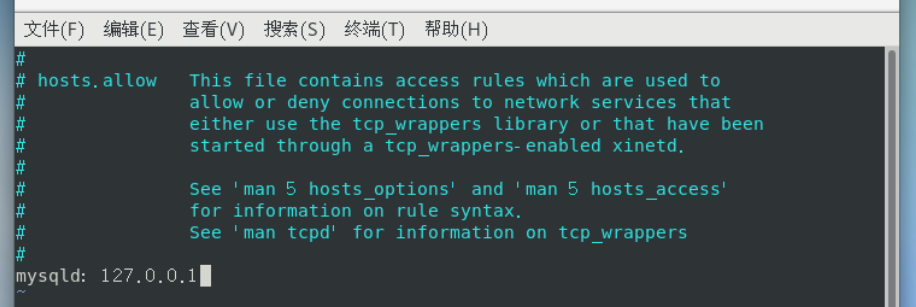 文件(F) 编辑(E) 查看(V) 搜索(S) 终端(T) 帮助(H)
#
# hosts.allow   This file contains access rules which are used to
#               allow or deny connections to network services that
#               either use the tcp_wrappers library or that have been
#               started through a tcp_wrappers-enabled xinetd.
#
#               See 'man 5 hosts_options' and 'man 5 hosts_access'
#               for information on rule syntax.
#               See 'man tcpd' for information on tcp_wrappers
#
mysqld: 127.0.0.1
~